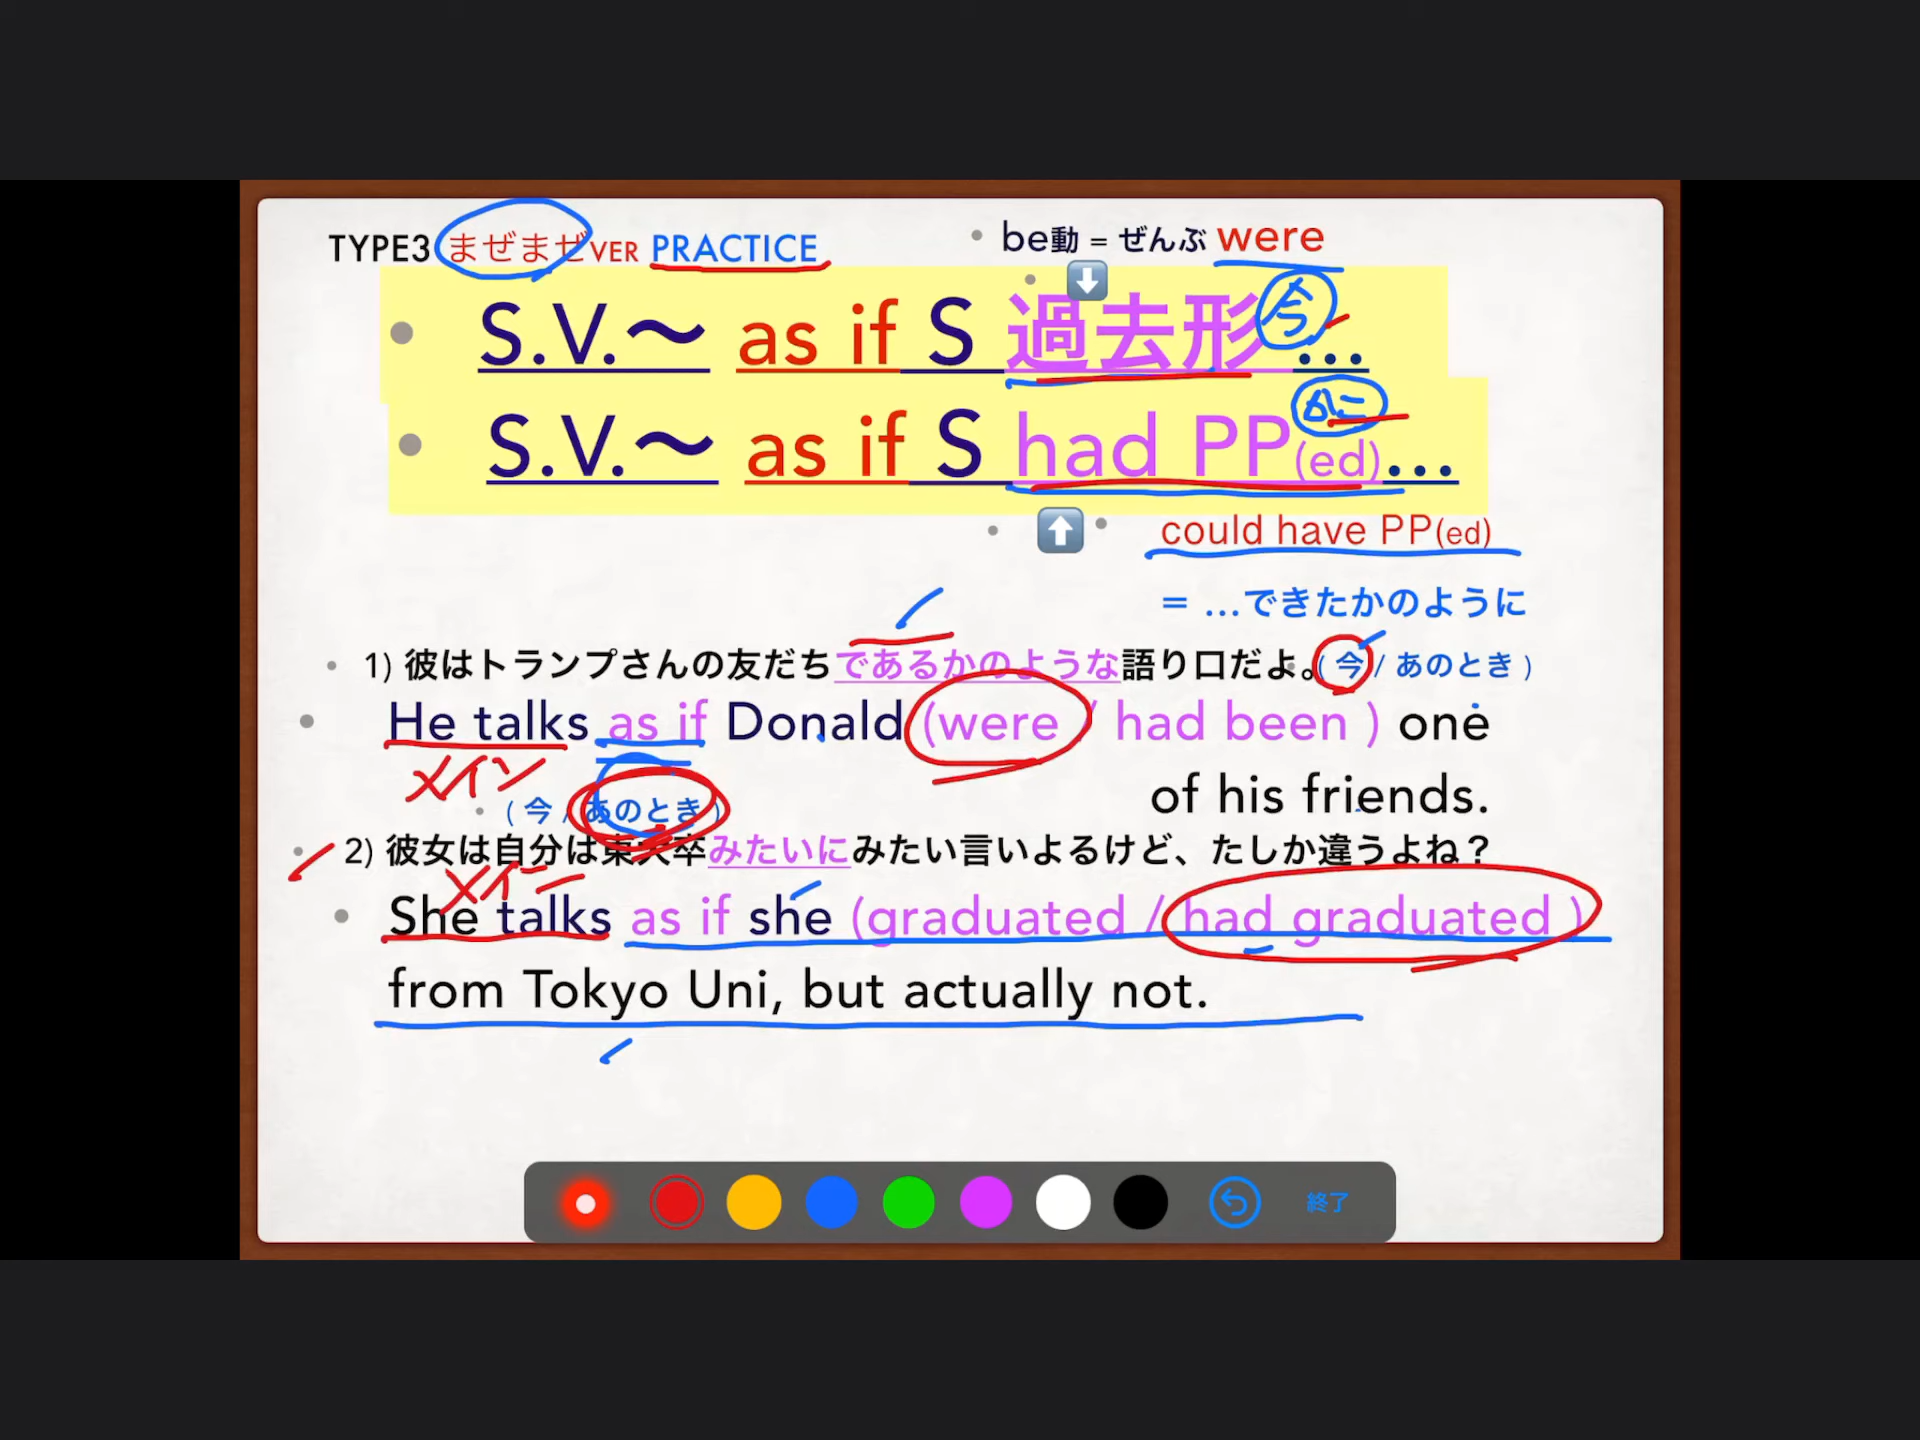 TYPE3 まぜまぜVER PRACTICE
be動 = ぜんぶ were
S.V.〜 as if S 過去形 今 ...
S.V.〜 as if S had PP(ed) かこ ...
could have PP(ed)
= ...できたかのように
1) 彼はトランプさんの友だちであるかのような語り口だよ。( 今 / あのとき )
He talks as if Donald (were / had been ) one
メイン
of his friends.
( 今 / あのとき )
2) 彼女は自分は東大卒みたいにみたい言いよるけど、たしか違うよね？
メイン
She talks as if she (graduated / had graduated )
from Tokyo Uni, but actually not.
終了